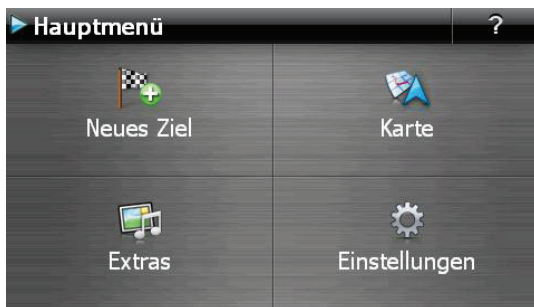 Hauptmenü
?
Neues Ziel
Karte
Extras
Einstellungen